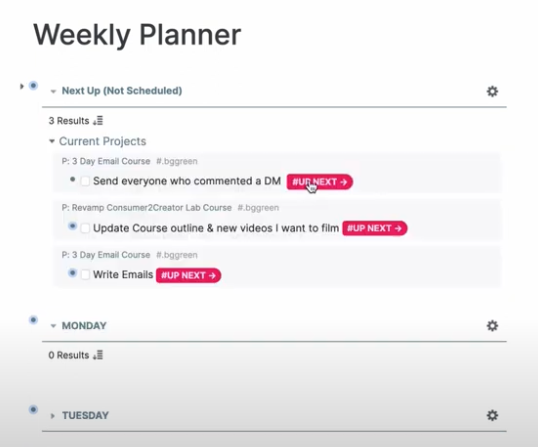 Weekly Planner
Next Up (Not Scheduled)
3 Results
Current Projects
P: 3 Day Email Course #.bggreen
Send everyone who commented a DM #UP NEXT →
P: Revamp Consumer2Creator Lab Course #.bggreen
Update Course outline & new videos I want to film #UP NEXT →
P: 3 Day Email Course #.bggreen
Write Emails #UP NEXT →
MONDAY
0 Results
TUESDAY